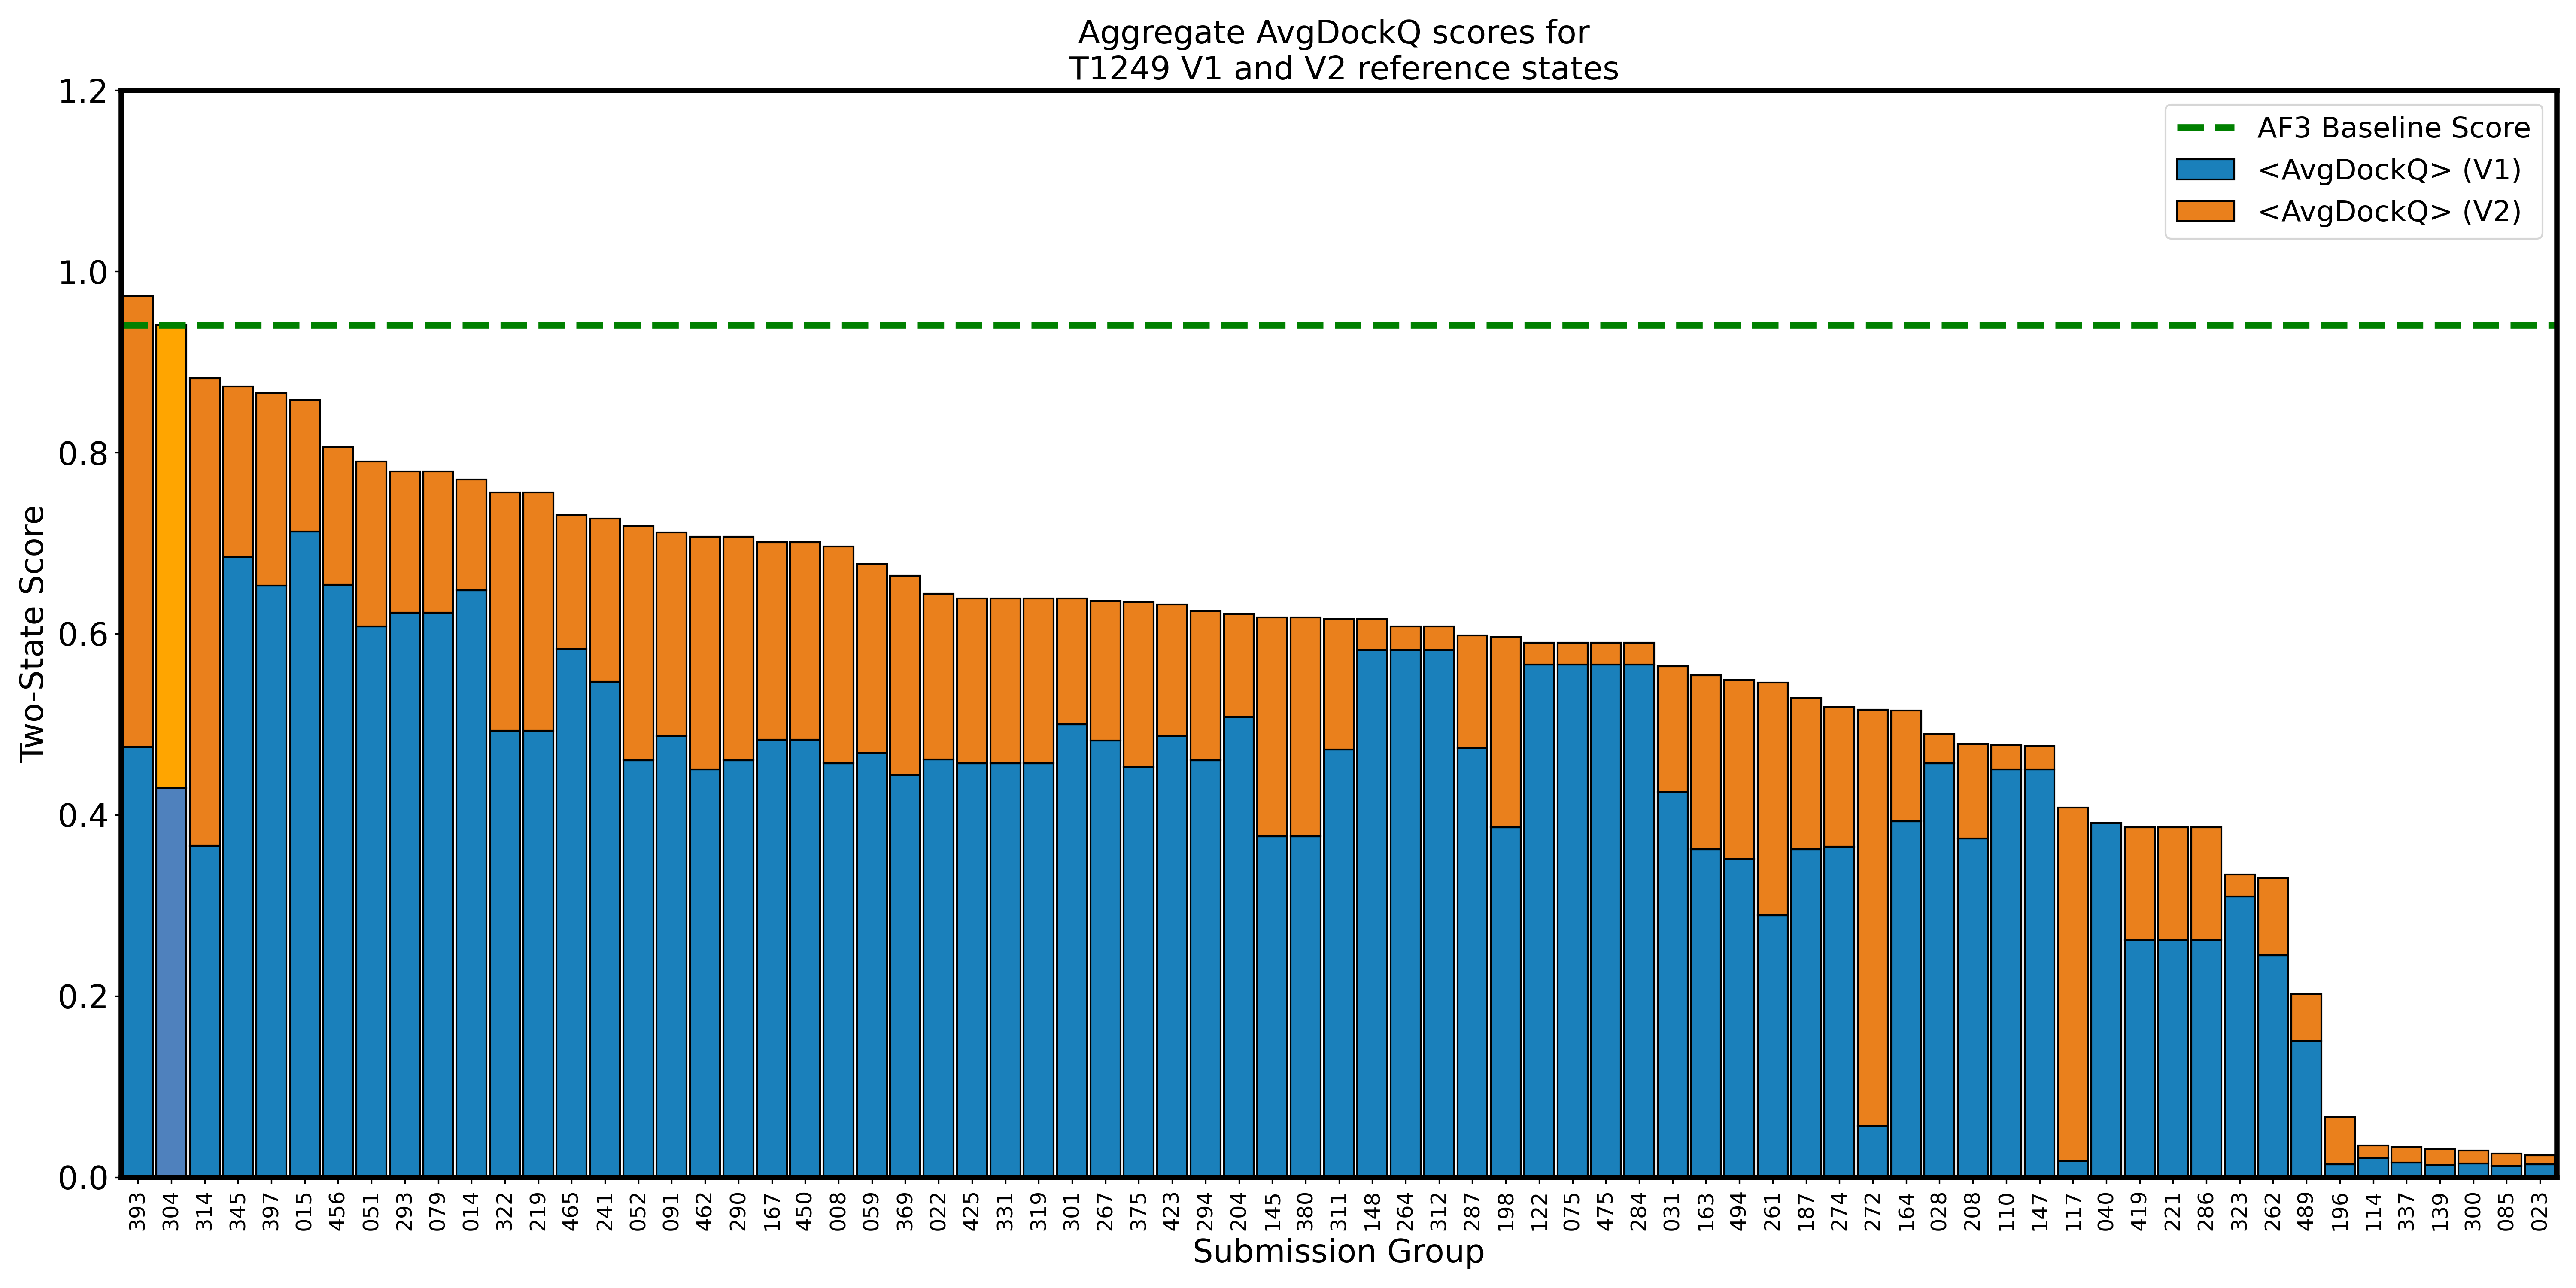 Aggregate AvgDockQ scores for
T1249 V1 and V2 reference states
AF3 Baseline Score
<AvgDockQ> (V1)
<AvgDockQ> (V2)
Two-State Score
1.2
1.0
0.8
0.6
0.4
0.2
0.0
393 304 314 345 397 015 456 051 293 079 014 322 219 465 241 052 091 462 290 167 450 008 059 369 022 425 331 319 301 267 375 423 294 204 145 380 311 148 264 312 287 198 122 075 475 284 031 163 494 261 187 274 272 164 028 208 110 147 117 040 419 221 286 323 262 489 196 114 337 139 300 085 023
Submission Group